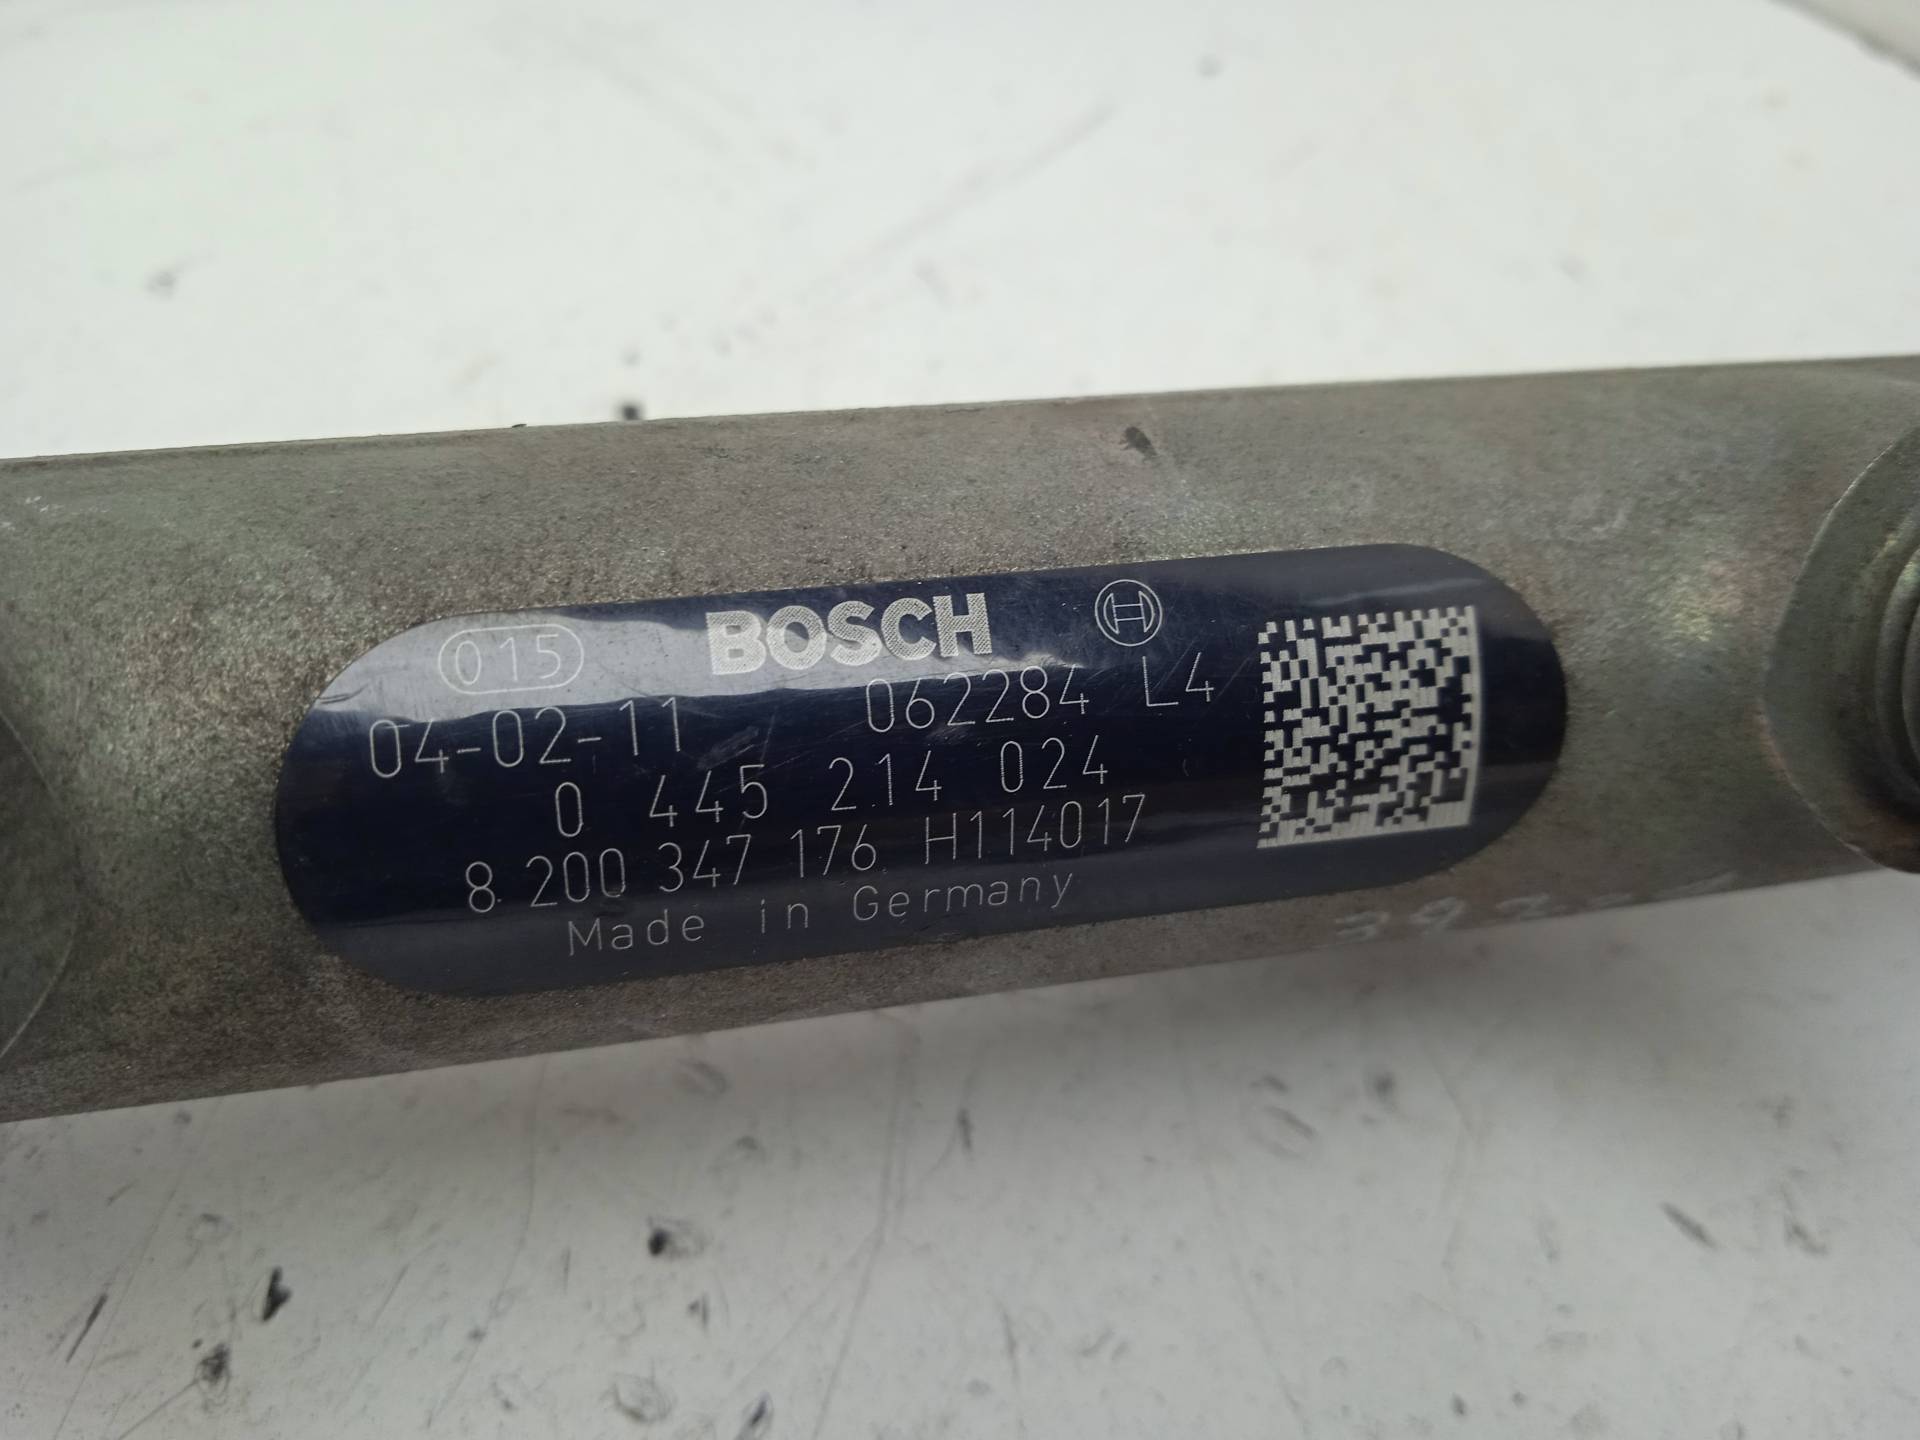 015 BOSCH
04-02-11 062284 L4
0 445 214 024
8 200 347 176 H114017
Made in Germany